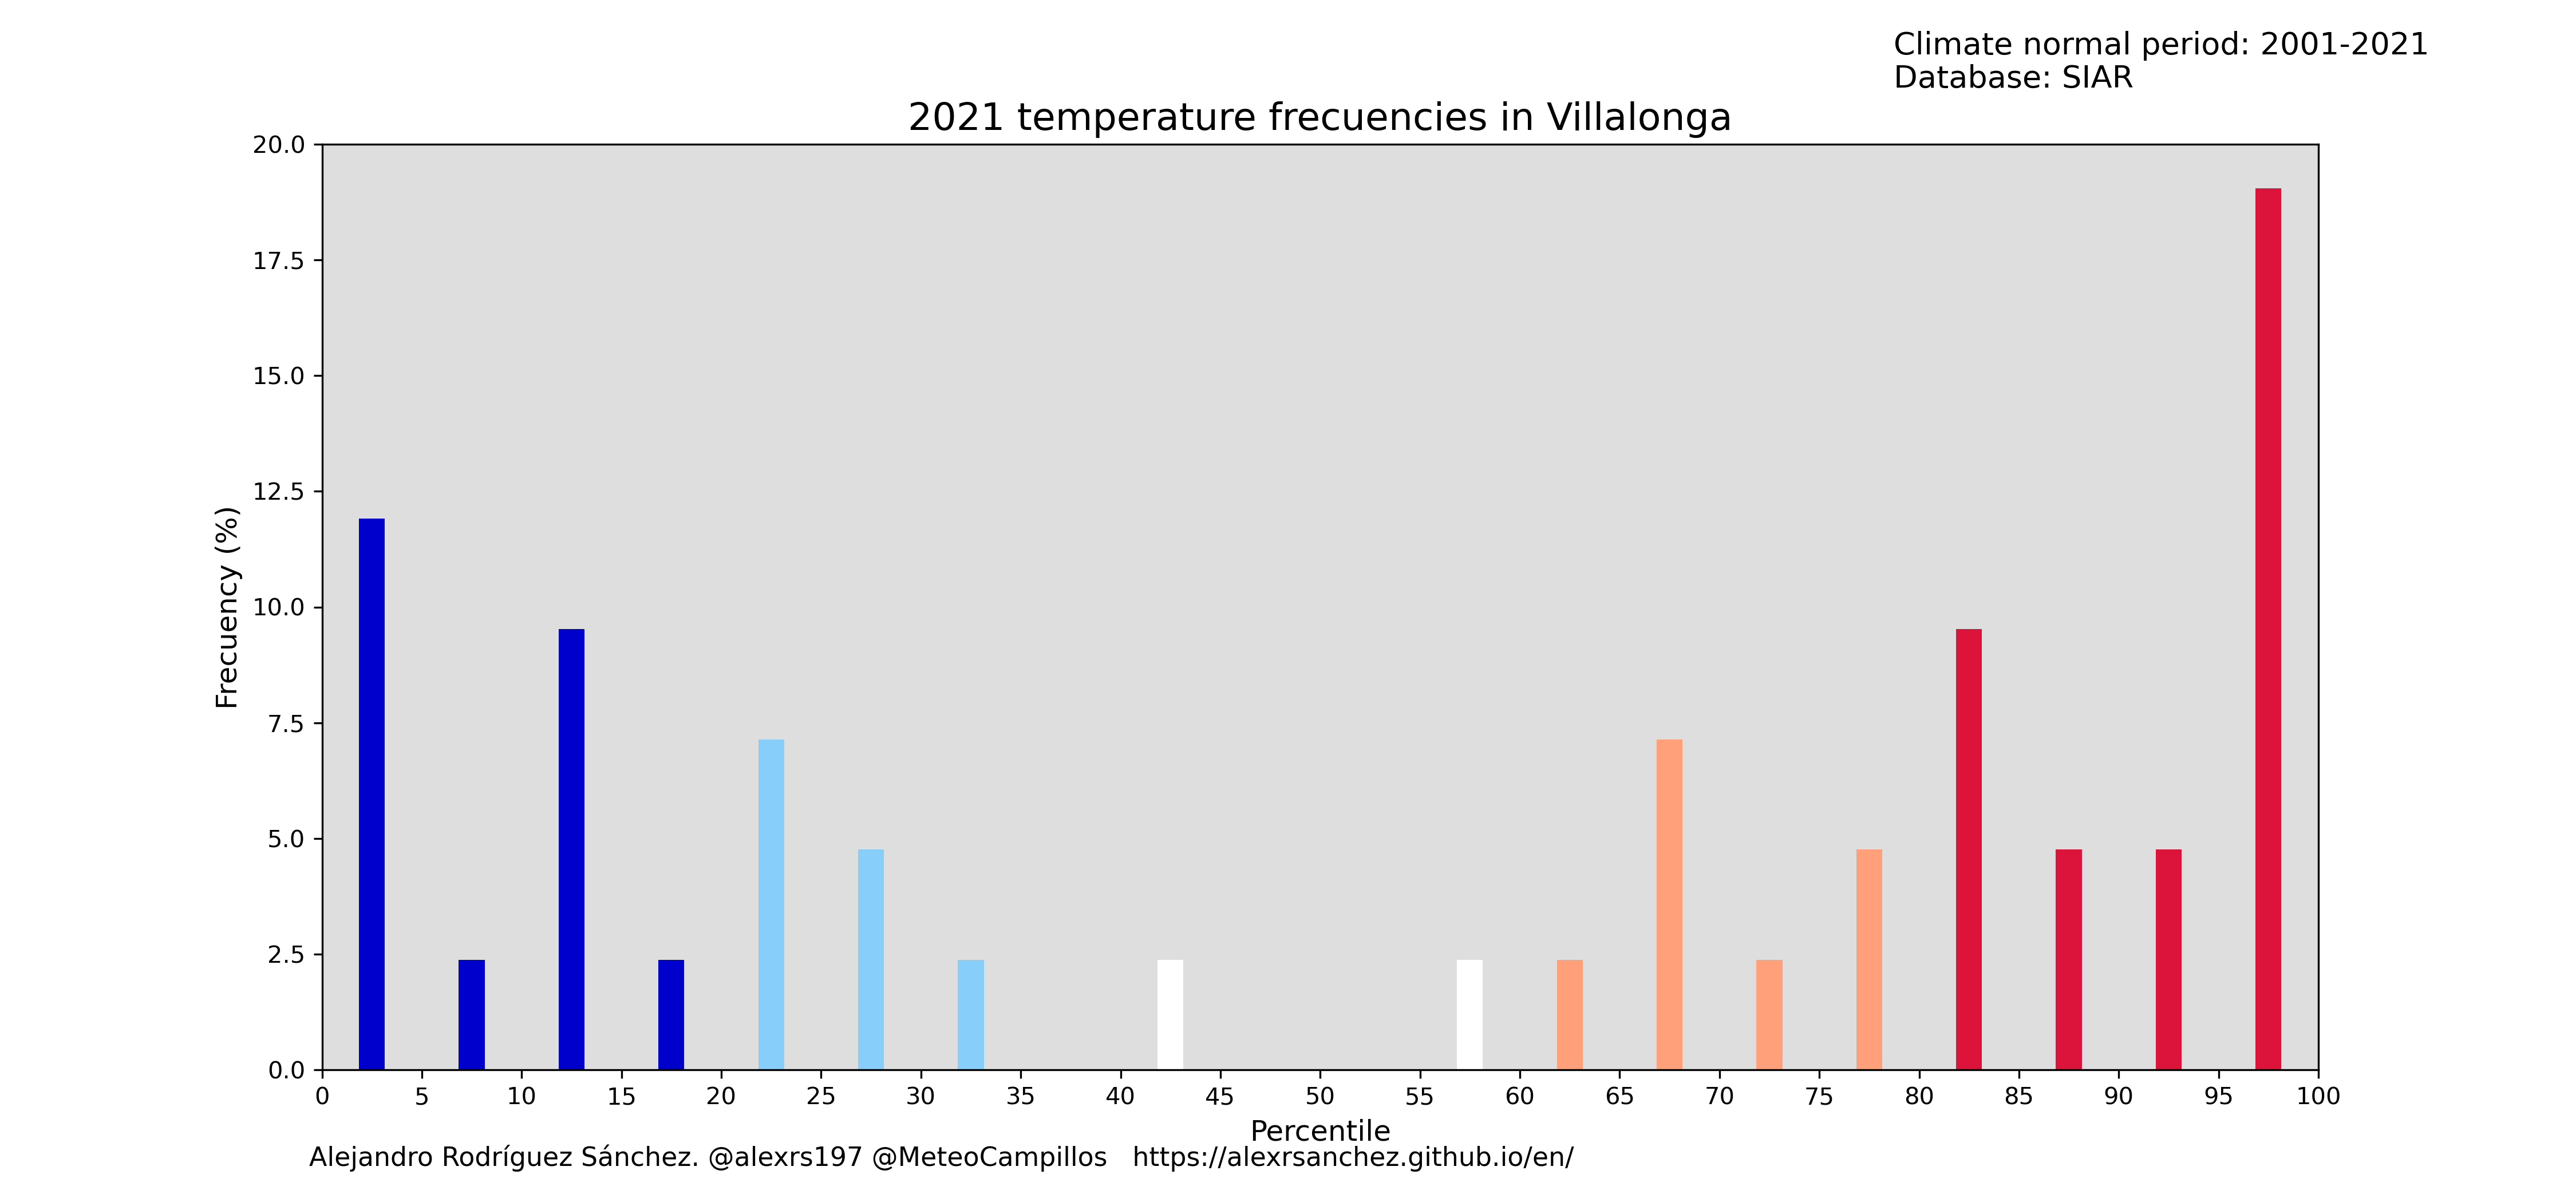 Climate normal period: 2001-2021
Database: SIAR
2021 temperature frecuencies in Villalonga
20.0
17.5
15.0
12.5
10.0
7.5
5.0
2.5
0.0
Frecuency (%)
0 5 10 15 20 25 30 35 40 45 50 55 60 65 70 75 80 85 90 95 100
Percentile
Alejandro Rodríguez Sánchez. @alexrs197 @MeteoCampillos https://alexrsanchez.github.io/en/